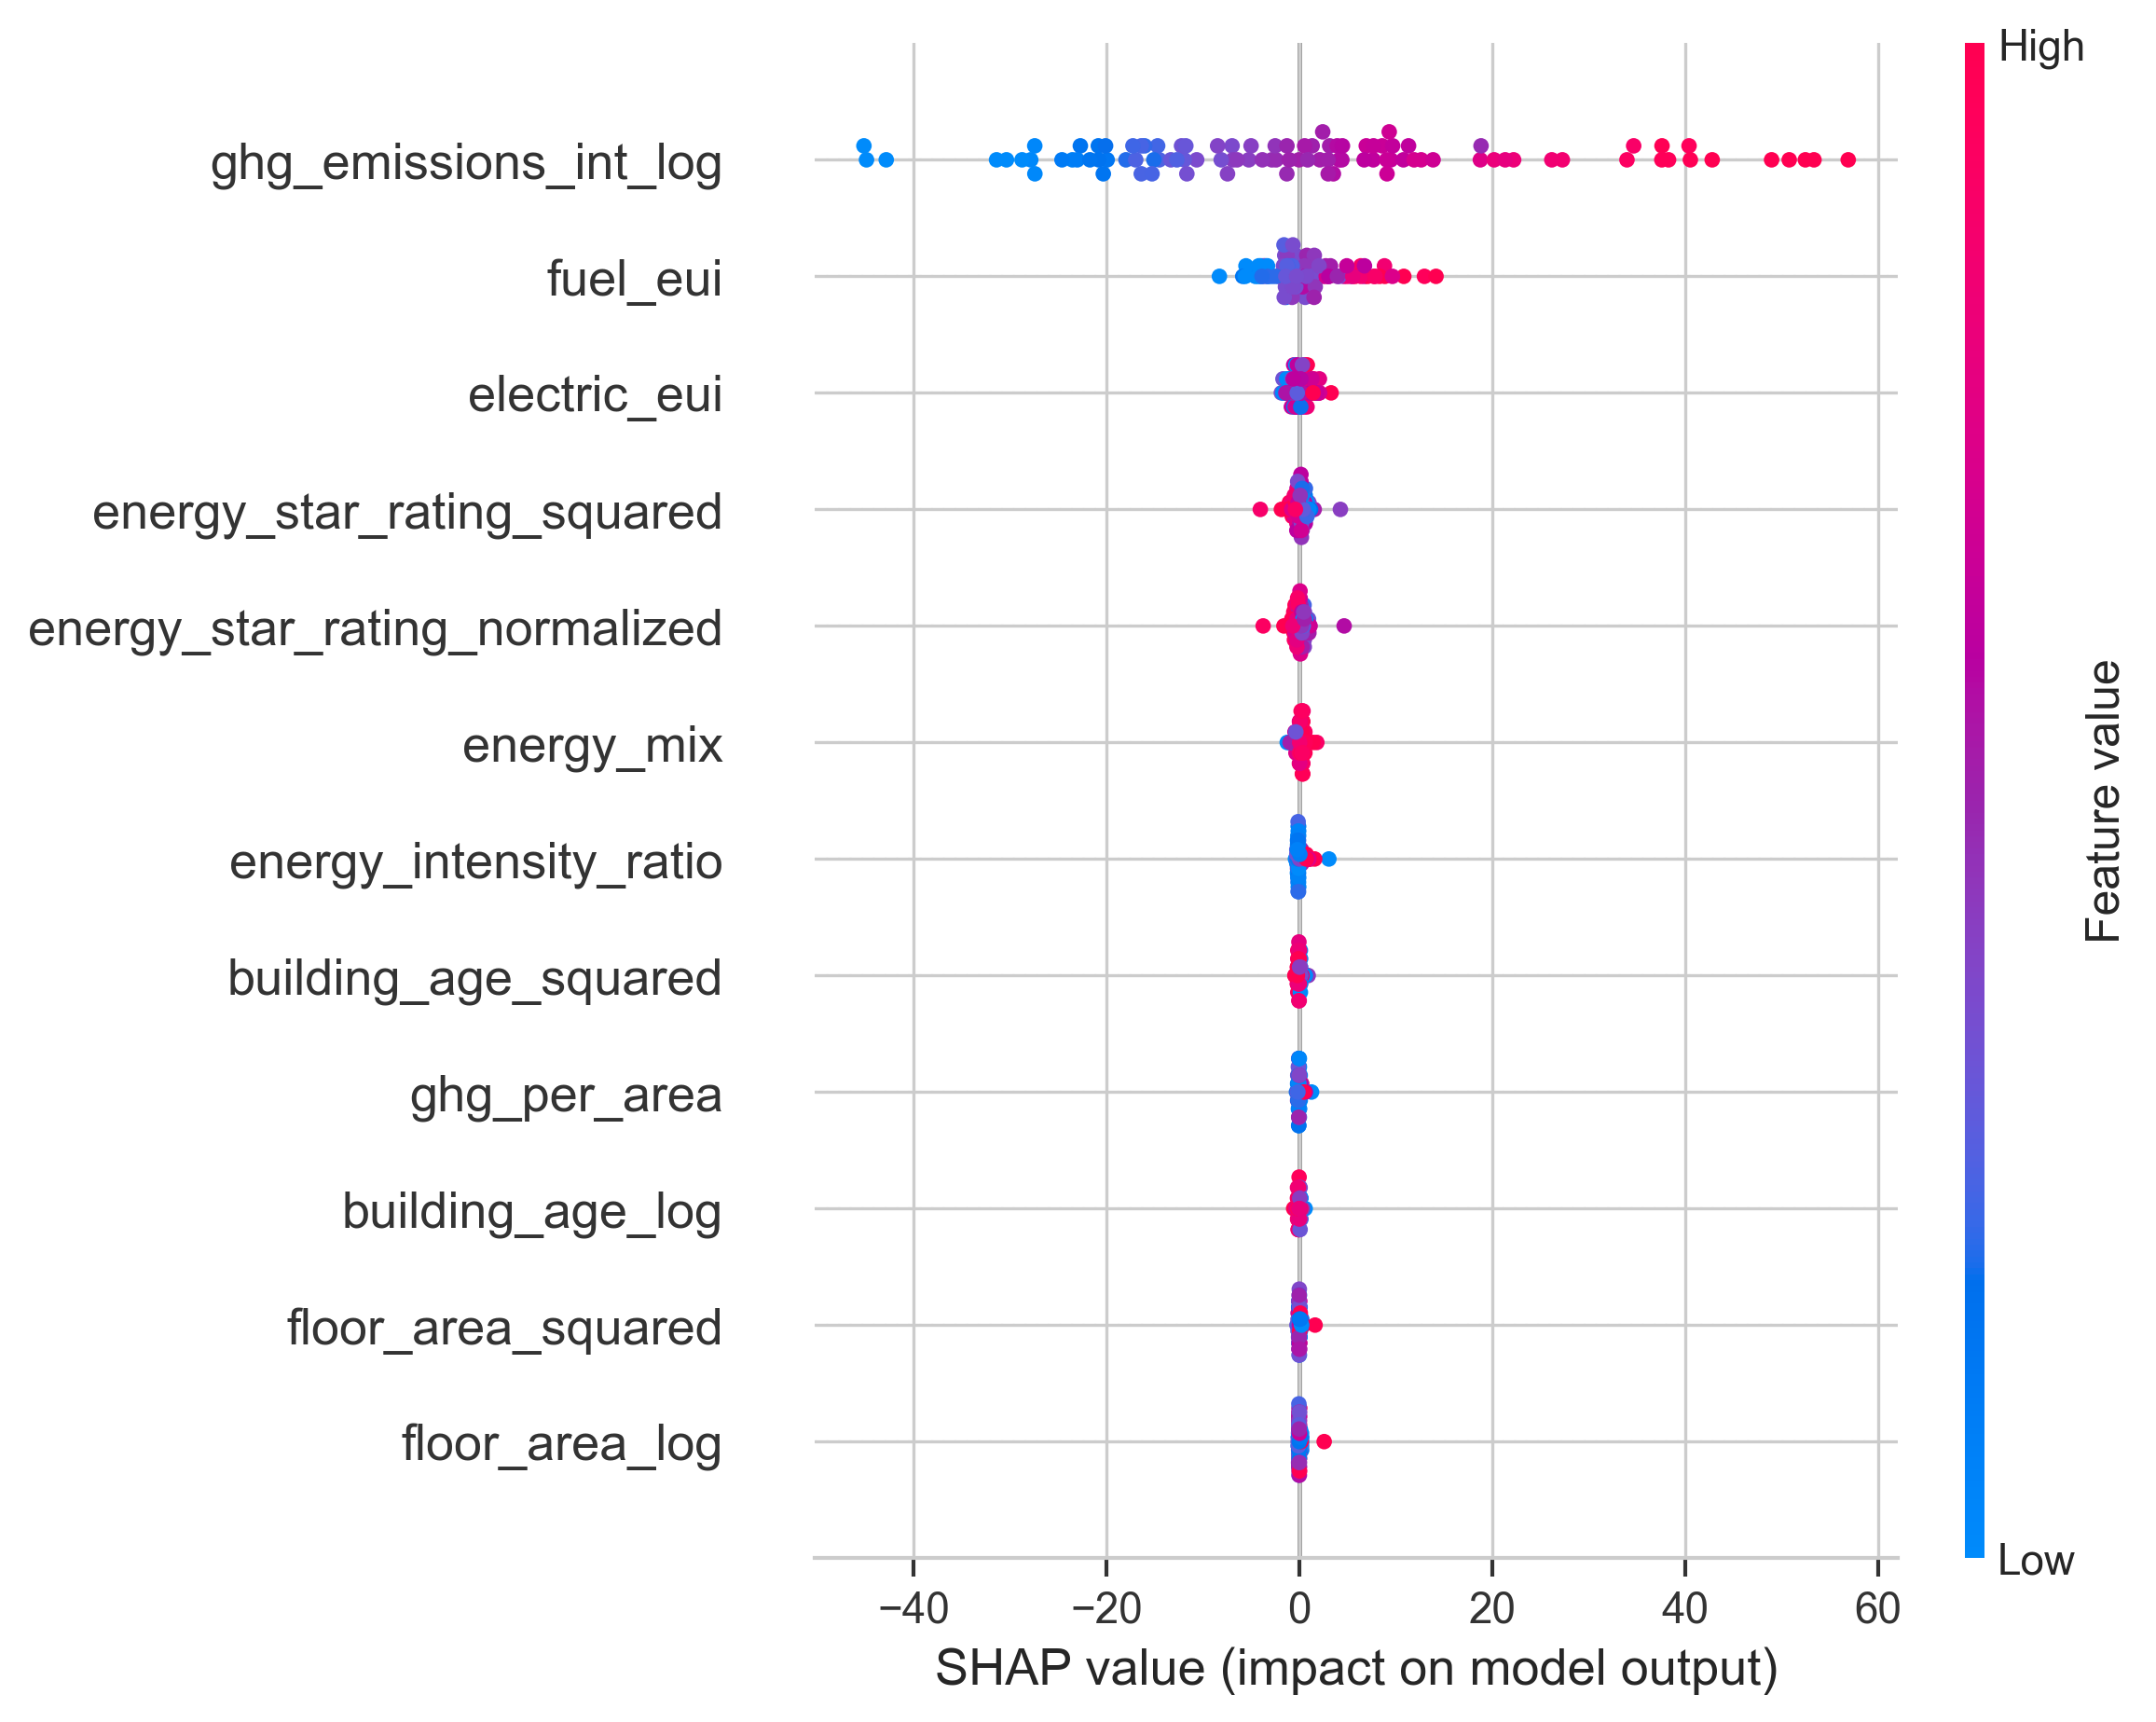 High
ghg_emissions_int_log
fuel_eui
electric_eui
energy_star_rating_squared
energy_star_rating_normalized
energy_mix
energy_intensity_ratio
building_age_squared
ghg_per_area
building_age_log
floor_area_squared
floor_area_log
Feature value
Low
−40 −20 0 20 40 60
SHAP value (impact on model output)